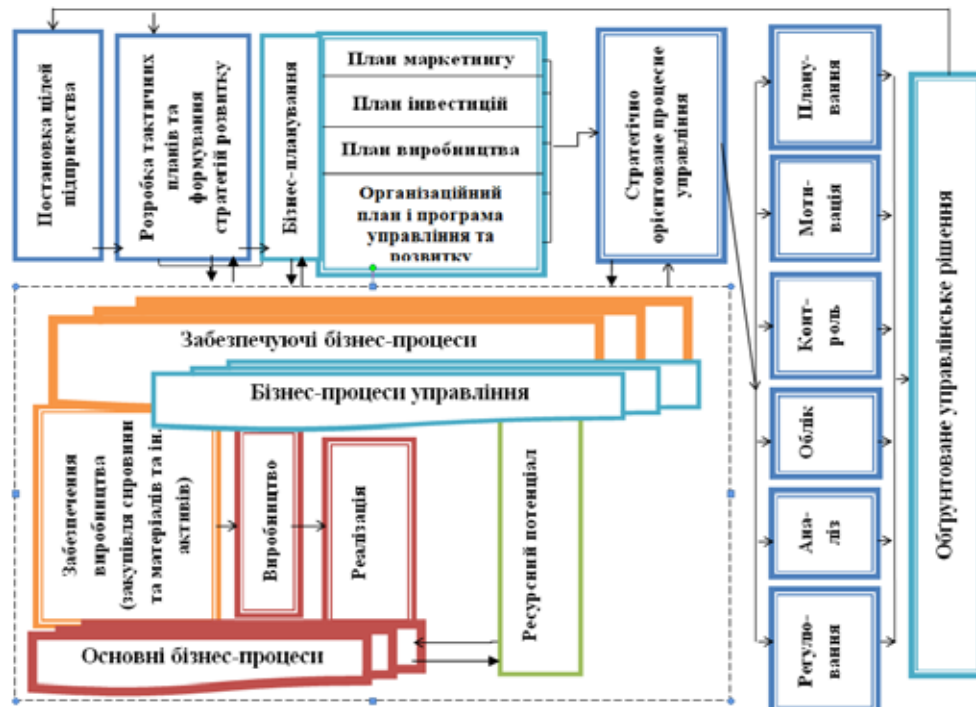 Постановка цілей
підприємства
Розробка тактичних
планів та
формування
стратегій розвитку
Бізнес-планування
План маркетингу
План інвестицій
План виробництва
Організаційний
план і програма
управління та
розвитку
Стратегічно
орієнтоване процесне
управління
Плану-
вання
Моти-
вація
Конт-
роль
Облік
Ана-
ліз
Регулю-
вання
Обґрунтоване управлінське рішення
Забезпечуючі бізнес-процеси
Бізнес-процеси управління
Забезпечення
виробництва
(закупівля сировини
та матеріалів та ін.
активів)
Виробництво
Реалізація
Ресурсний потенціал
Основні бізнес-процеси